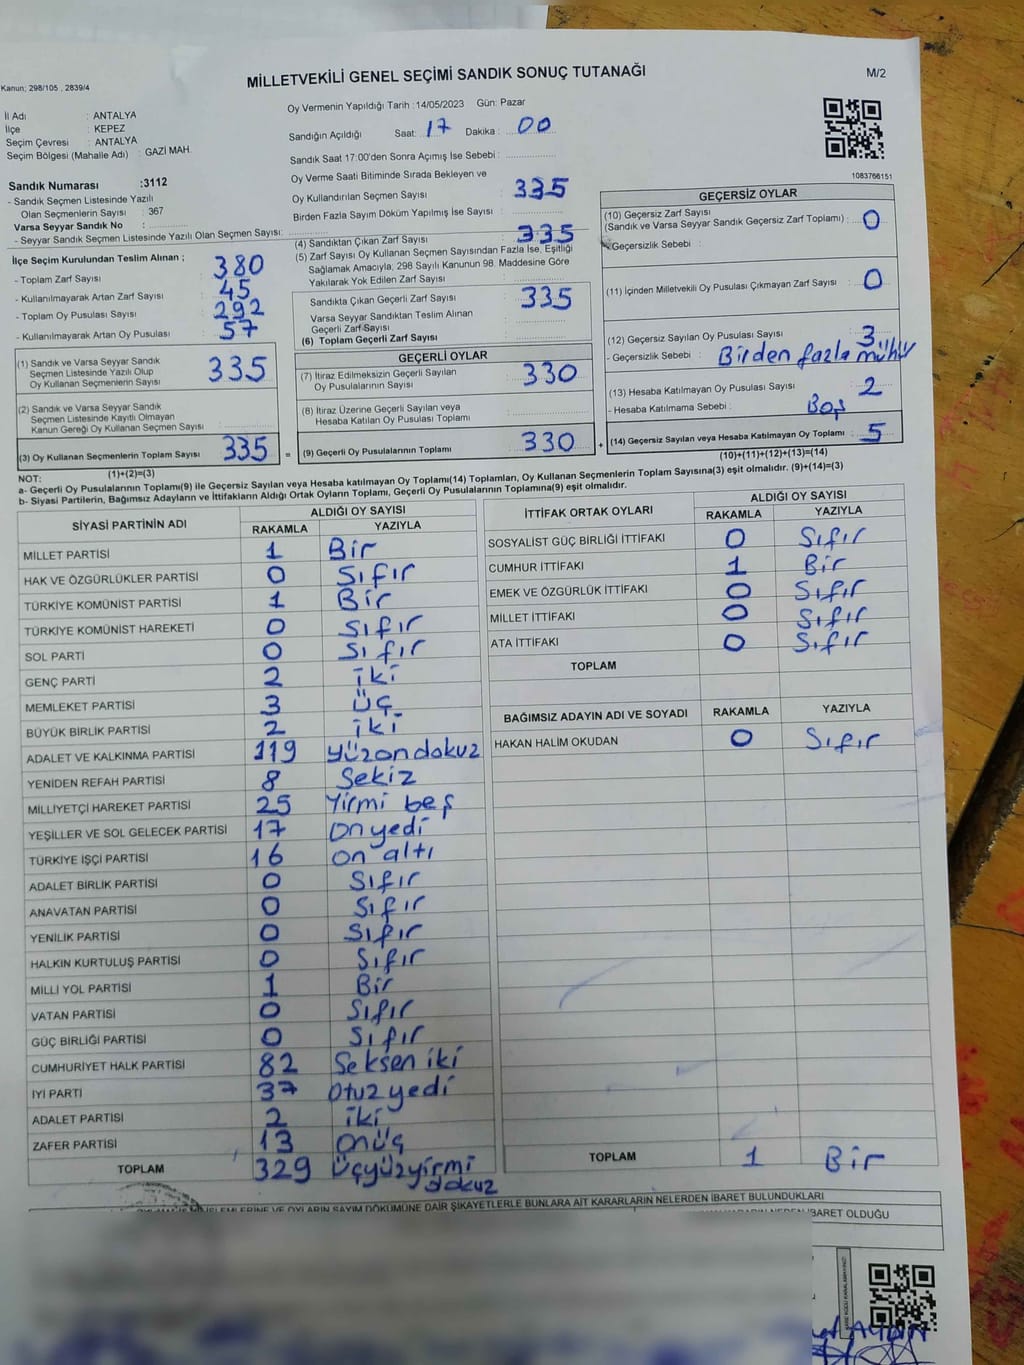 MİLLETVEKİLİ GENEL SEÇİMİ SANDIK SONUÇ TUTANAĞI
M/2
Kanun; 298/105 , 2839/4
İl Adı : ANTALYA
İlçe : KEPEZ
Seçim Çevresi : ANTALYA
Seçim Bölgesi (Mahalle Adı) : GAZİ MAH.
Sandık Numarası :3112
- Sandık Seçmen Listesinde Yazılı
Olan Seçmenlerin Sayısı : 367
Varsa Seyyar Sandık No :
- Seyyar Sandık Seçmen Listesinde Yazılı Olan Seçmen Sayısı:
Oy Vermenin Yapıldığı Tarih :14/05/2023 Gün: Pazar
Sandığın Açıldığı Saat: 17 Dakika : 00
Sandık Saat 17:00'den Sonra Açımış İse Sebebi :
Oy Verme Saati Bitiminde Sırada Bekleyen ve
Oy Kullandırılan Seçmen Sayısı : 335
Birden Fazla Sayım Döküm Yapılmış İse Sayısı :
1083766151
İlçe Seçim Kurulundan Teslim Alınan ;
- Toplam Zarf Sayısı : 380
- Kullanılmayarak Artan Zarf Sayısı : 45
- Toplam Oy Pusulası Sayısı : 292
- Kullanılmayarak Artan Oy Pusulası : 57
(1) Sandık ve Varsa Seyyar Sandık
Seçmen Listesinde Yazılı Olup
Oy Kullanan Seçmenlerin Sayısı : 335
(2) Sandık ve Varsa Seyyar Sandık
Seçmen Listesinde Kayıtlı Olmayan
Kanun Gereği Oy Kullanan Seçmen Sayısı :
(3) Oy Kullanan Seçmenlerin Toplam Sayısı : 335 =
(1)+(2)=(3)
(4) Sandıktan Çıkan Zarf Sayısı : 335
(5) Zarf Sayısı Oy Kullanan Seçmen Sayısından Fazla İse, Eşitliği
Sağlamak Amacıyla, 298 Sayılı Kanunun 98. Maddesine Göre
Yakılarak Yok Edilen Zarf Sayısı :
Sandıkta Çıkan Geçerli Zarf Sayısı : 335
Varsa Seyyar Sandıktan Teslim Alınan
Geçerli Zarf Sayısı :
(6) Toplam Geçerli Zarf Sayısı :
GEÇERLİ OYLAR
(7) İtiraz Edilmeksizin Geçerli Sayılan
Oy Pusulalarının Sayısı : 330
(8) İtiraz Üzerine Geçerli Sayılan veya
Hesaba Katılan Oy Pusulası Toplamı :
(9) Geçerli Oy Pusulalarının Toplamı : 330 +
GEÇERSİZ OYLAR
(10) Geçersiz Zarf Sayısı
(Sandık ve Varsa Seyyar Sandık Geçersiz Zarf Toplamı) : 0
- Geçersizlik Sebebi :
(11) İçinden Milletvekili Oy Pusulası Çıkmayan Zarf Sayısı : 0
(12) Geçersiz Sayılan Oy Pusulası Sayısı : 3
- Geçersizlik Sebebi : Birden fazla mühür
(13) Hesaba Katılmayan Oy Pusulası Sayısı : 2
- Hesaba Katılmama Sebebi : Boş
(14) Geçersiz Sayılan veya Hesaba Katılmayan Oy Toplamı : 5
(10)+(11)+(12)+(13)=(14)
NOT:
a- Geçerli Oy Pusulalarının Toplamı(9) ile Geçersiz Sayılan veya Hesaba katılmayan Oy Toplamı(14) Toplamları, Oy Kullanan Seçmenlerin Toplam Sayısına(3) eşit olmalıdır. (9)+(14)=(3)
b- Siyasi Partilerin, Bağımsız Adayların ve İttifakların Aldığı Ortak Oyların Toplamı, Geçerli Oy Pusulalarının Toplamına(9) eşit olmalıdır.
SİYASİ PARTİNİN ADI ALDIĞI OY SAYISI
RAKAMLA YAZIYLA
MİLLET PARTİSİ 1 Bir
HAK VE ÖZGÜRLÜKLER PARTİSİ 0 Sıfır
TÜRKİYE KOMÜNİST PARTİSİ 1 Bir
TÜRKİYE KOMÜNİST HAREKETİ 0 Sıfır
SOL PARTİ 0 Sıfır
GENÇ PARTİ 2 iki
MEMLEKET PARTİSİ 3 Üç
BÜYÜK BİRLİK PARTİSİ 2 iki
ADALET VE KALKINMA PARTİSİ 119 yüzondokuz
YENİDEN REFAH PARTİSİ 8 Sekiz
MİLLİYETÇİ HAREKET PARTİSİ 25 Yirmi beş
YEŞİLLER VE SOL GELECEK PARTİSİ 17 Onyedi
TÜRKİYE İŞÇİ PARTİSİ 16 on altı
ADALET BİRLİK PARTİSİ 0 Sıfır
ANAVATAN PARTİSİ 0 Sıfır
YENİLİK PARTİSİ 0 Sıfır
HALKIN KURTULUŞ PARTİSİ 0 Sıfır
MİLLİ YOL PARTİSİ 1 Bir
VATAN PARTİSİ 0 Sıfır
GÜÇ BİRLİĞİ PARTİSİ 0 Sıfır
CUMHURİYET HALK PARTİSİ 82 Seksen iki
İYİ PARTİ 37 Otuz yedi
ADALET PARTİSİ 2 iki
ZAFER PARTİSİ 13 onüç
TOPLAM 329 üçyüzyirmi
dokuz
İTTİFAK ORTAK OYLARI ALDIĞI OY SAYISI
RAKAMLA YAZIYLA
SOSYALİST GÜÇ BİRLİĞİ İTTİFAKI 0 Sıfır
CUMHUR İTTİFAKI 1 Bir
EMEK VE ÖZGÜRLÜK İTTİFAKI 0 Sıfır
MİLLET İTTİFAKI 0 Sıfır
ATA İTTİFAKI 0 Sıfır
TOPLAM
BAĞIMSIZ ADAYIN ADI VE SOYADI RAKAMLA YAZIYLA
HAKAN HALİM OKUDAN 0 Sıfır
TOPLAM 1 Bir
İŞLEMLERİNE VE OYLARIN SAYIM DÖKÜMÜNE DAİR ŞİKAYETLERLE BUNLARA AİT KARARLARIN NELERDEN İBARET BULUNDUKLARI
İBARET OLDUĞU
AYDIN